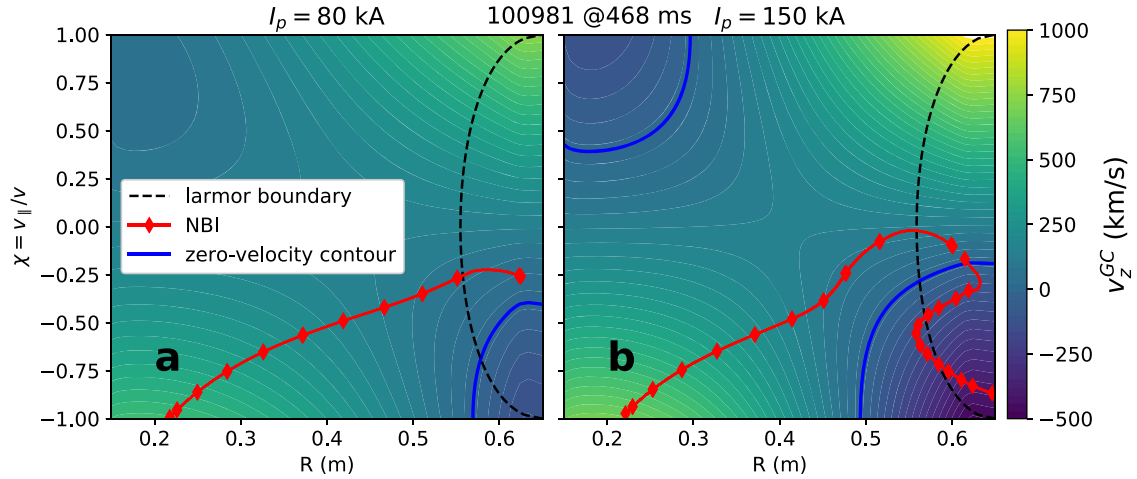 I_p = 80 kA 100981 @468 ms I_p = 150 kA
1.00
0.75
0.50
0.25
0.00
−0.25
−0.50
−0.75
−1.00
χ = v_∥/v
larmor boundary
NBI
zero-velocity contour
a
b
0.2 0.3 0.4 0.5 0.6
R (m)
0.2 0.3 0.4 0.5 0.6
R (m)
1000
750
500
250
0
−250
−500
v_z^{GC} (km/s)